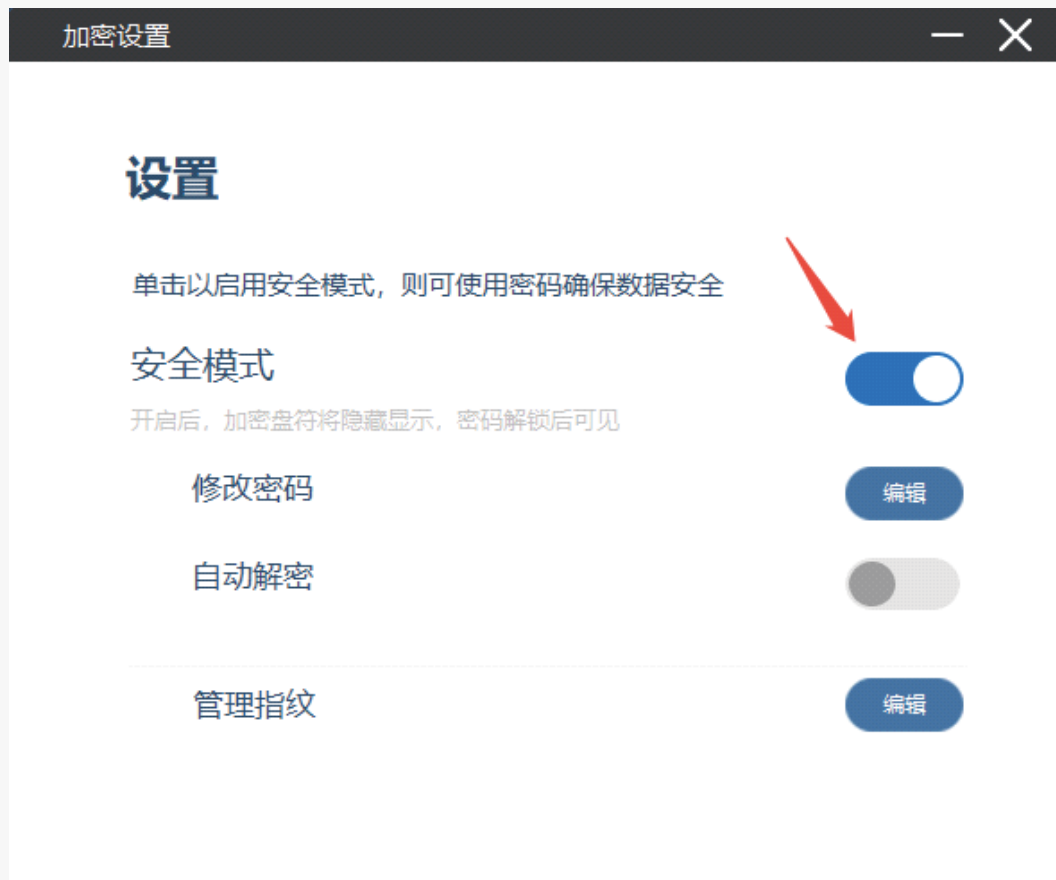 加密设置
设置
单击以启用安全模式，则可使用密码确保数据安全
安全模式
开启后，加密盘符将隐藏显示，密码解锁后可见
修改密码
编辑
自动解密
管理指纹
编辑